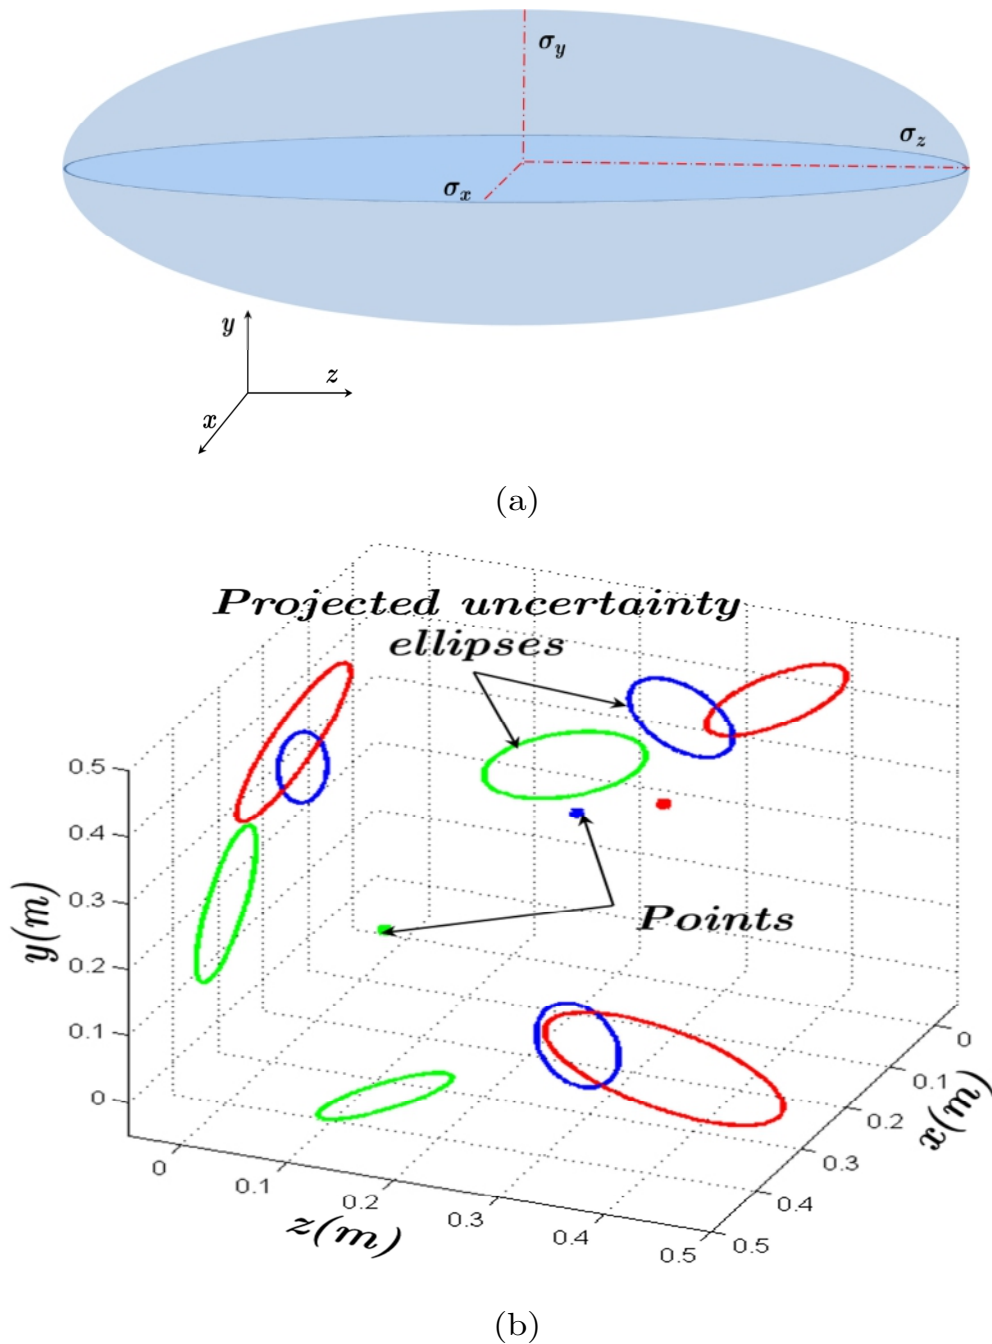 σy
σz
σx
y
z
x
(a)
Projected uncertainty
ellipses
Points
y(m)
0.5
0.4
0.3
0.2
0.1
0
z(m)
0
0.1
0.2
0.3
0.4
0.5
x(m)
0
0.1
0.2
0.3
0.4
0.5
(b)